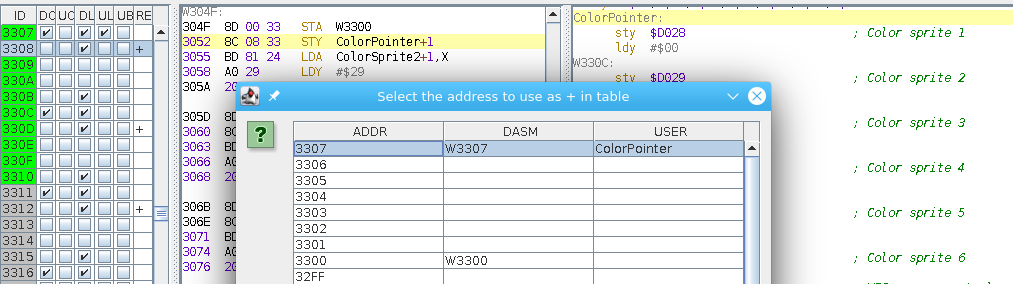 ID DC UC DL UL UB RE
3307
3308 +
3309
330A
330B
330C
330D +
330E
330F
3310
3311
3312 +
3313
3314
3315
3316
W304F:
304F 8D 00 33 STA W3300
3052 8C 08 33 STY ColorPointer+1
3055 BD 81 24 LDA ColorSprite2+1,X
3058 A0 29 LDY #$29
305A 20
305D 8D
3060 8C
3063 BD
3066 A0
3068 20
306B 8D
306E 8C
3071 BD
3074 A0
3076 20
ColorPointer:
sty $D028 ; Color sprite 1
ldy #$00
W330C:
sty $D029 ; Color sprite 2
; Color sprite 3
; Color sprite 4
; Color sprite 5
; Color sprite 6
Select the address to use as + in table
?
ADDR DASM USER
3307 W3307 ColorPointer
3306
3305
3304
3303
3302
3301
3300 W3300
32FF